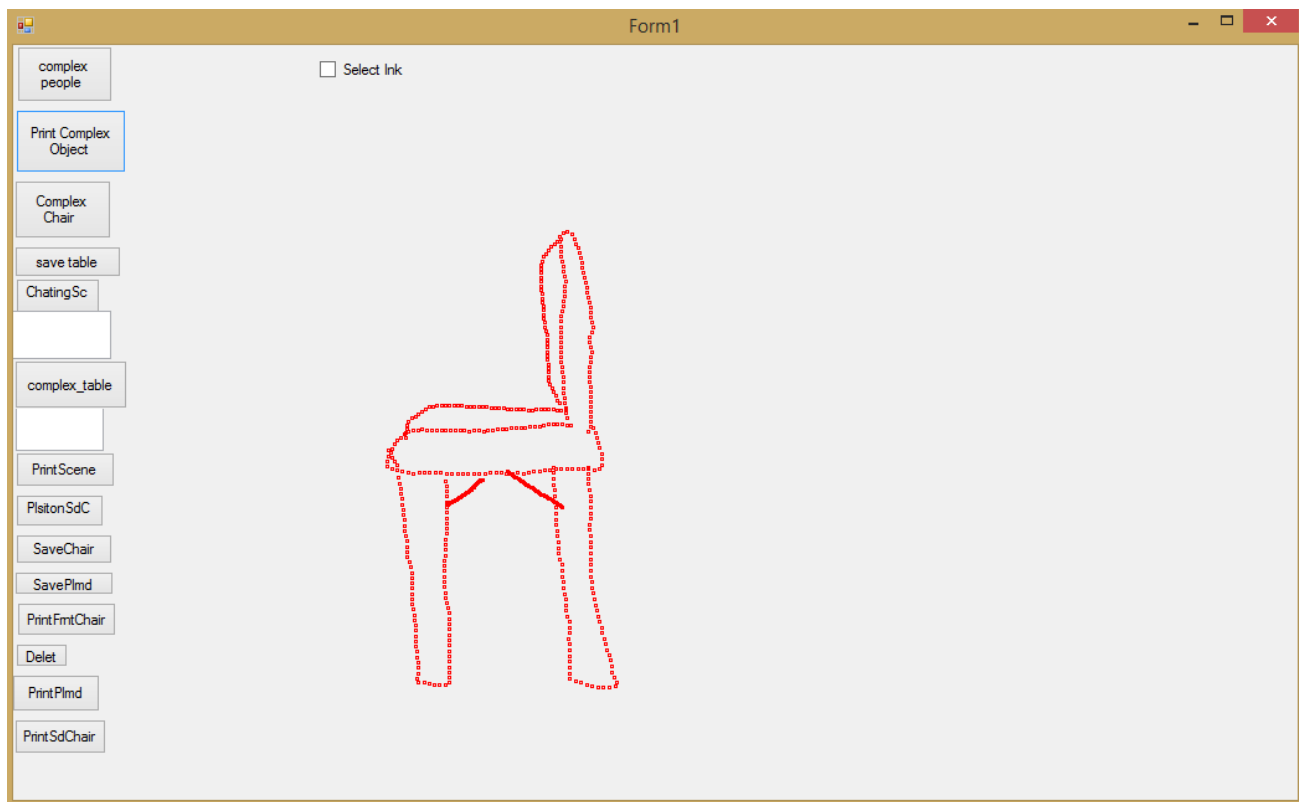 Form1
complex
people
Select Ink
Print Complex
Object
Complex
Chair
save table
ChatingSc
complex_table
PrintScene
PlsitonSdC
SaveChair
SavePlmd
PrintFrntChair
Delet
PrintPlmd
PrintSdChair